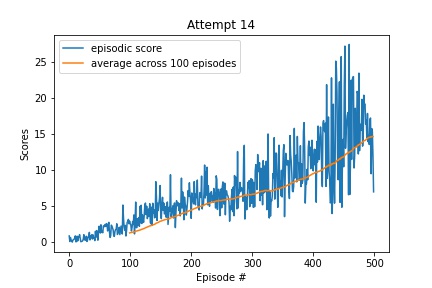 Attempt 14
episodic score
average across 100 episodes
25
20
15
10
5
0
Scores
0 100 200 300 400 500
Episode #